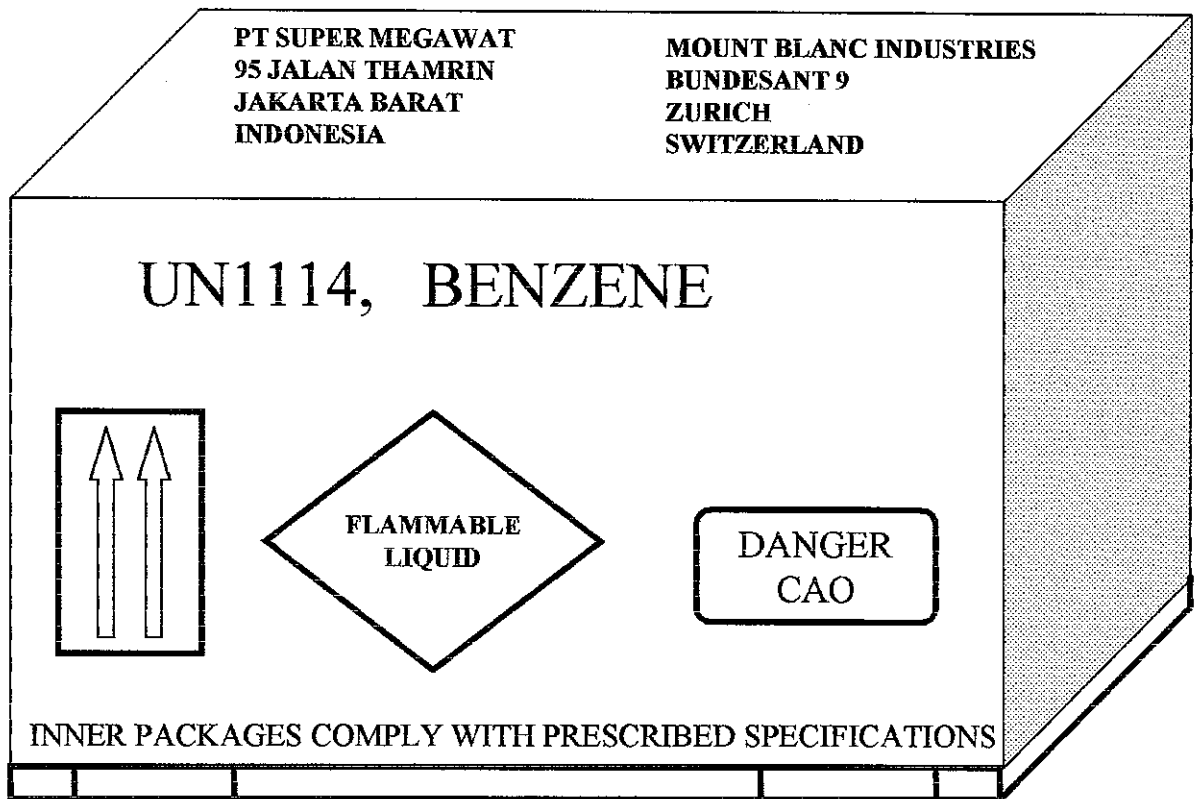 PT SUPER MEGAWAT
95 JALAN THAMRIN
JAKARTA BARAT
INDONESIA
MOUNT BLANC INDUSTRIES
BUNDESANT 9
ZURICH
SWITZERLAND
UN1114, BENZENE
FLAMMABLE
LIQUID
DANGER
CAO
INNER PACKAGES COMPLY WITH PRESCRIBED SPECIFICATIONS